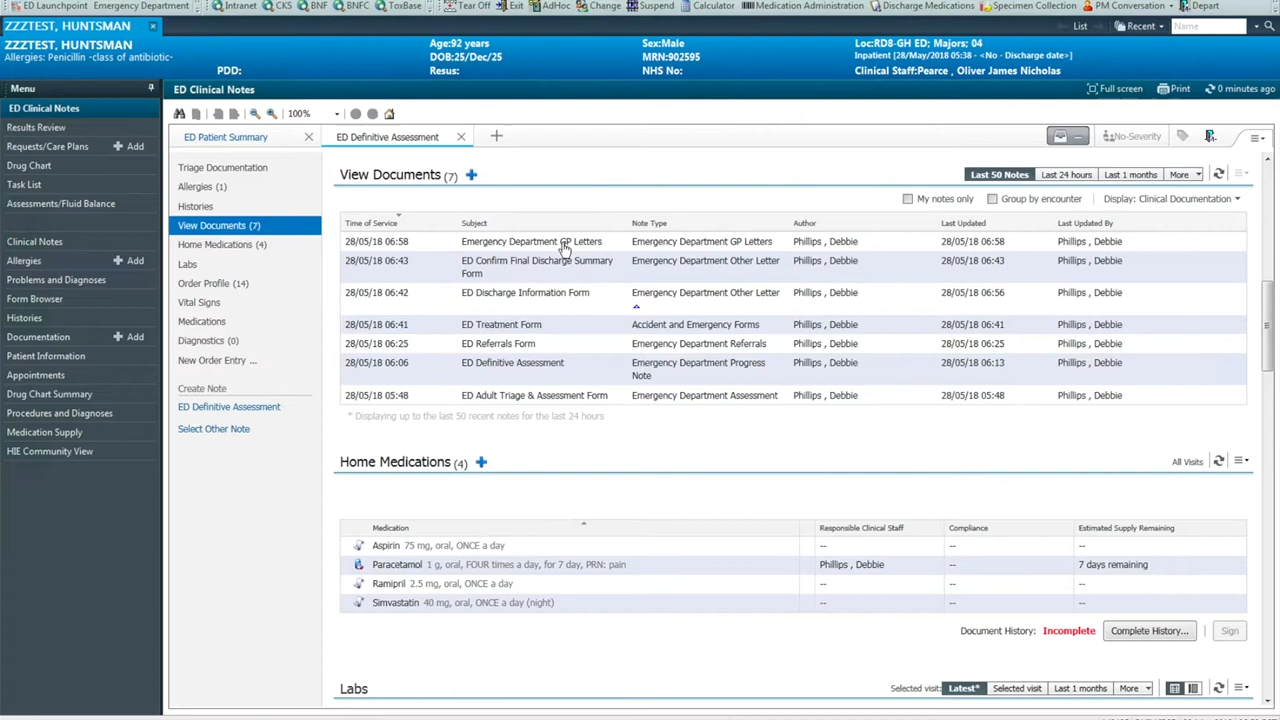 ED Launchpoint Emergency Department Intranet CKS BNF BNFC ToxBase Tear Off Exit AdHoc Change Suspend Calculator Medication Administration Discharge Medications Specimen Collection PM Conversation Depart
ZZZTEST, HUNTSMAN List Recent Name
ZZZTEST, HUNTSMAN Age:92 years Sex:Male Loc:RD8-GH ED; Majors; 04
Allergies: Penicillin -class of antibiotic- DOB:25/Dec/25 MRN:902595 Inpatient [28/May/2018 05:38 - <No - Discharge date>]
PDD: Resus: NHS No: Clinical Staff:Pearce , Oliver James Nicholas
Menu ED Clinical Notes Full screen Print 0 minutes ago
ED Clinical Notes
Results Review
Requests/Care Plans Add
Drug Chart
Task List
Assessments/Fluid Balance
Clinical Notes
Allergies Add
Problems and Diagnoses
Form Browser
Histories
Documentation Add
Patient Information
Appointments
Drug Chart Summary
Procedures and Diagnoses
Medication Supply
HIE Community View
100%
ED Patient Summary ED Definitive Assessment No-Severity
Triage Documentation
Allergies (1)
Histories
View Documents (7)
Home Medications (4)
Labs
Order Profile (14)
Vital Signs
Medications
Diagnostics (0)
New Order Entry ...
Create Note
ED Definitive Assessment
Select Other Note
View Documents (7) Last 50 Notes Last 24 hours Last 1 months More
My notes only Group by encounter Display: Clinical Documentation
Time of Service Subject Note Type Author Last Updated Last Updated By
28/05/18 06:58 Emergency Department GP Letters Emergency Department GP Letters Phillips , Debbie 28/05/18 06:58 Phillips , Debbie
28/05/18 06:43 ED Confirm Final Discharge Summary Emergency Department Other Letter Phillips , Debbie 28/05/18 06:43 Phillips , Debbie
Form
28/05/18 06:42 ED Discharge Information Form Emergency Department Other Letter Phillips , Debbie 28/05/18 06:56 Phillips , Debbie
28/05/18 06:41 ED Treatment Form Accident and Emergency Forms Phillips , Debbie 28/05/18 06:41 Phillips , Debbie
28/05/18 06:25 ED Referrals Form Emergency Department Referrals Phillips , Debbie 28/05/18 06:25 Phillips , Debbie
28/05/18 06:06 ED Definitive Assessment Emergency Department Progress Phillips , Debbie 28/05/18 06:13 Phillips , Debbie
Note
28/05/18 05:48 ED Adult Triage & Assessment Form Emergency Department Assessment Phillips , Debbie 28/05/18 05:48 Phillips , Debbie
* Displaying up to the last 50 recent notes for the last 24 hours
Home Medications (4) All Visits
Medication Responsible Clinical Staff Compliance Estimated Supply Remaining
Aspirin 75 mg, oral, ONCE a day -- -- --
Paracetamol 1 g, oral, FOUR times a day, for 7 day, PRN: pain Phillips , Debbie -- 7 days remaining
Ramipril 2.5 mg, oral, ONCE a day -- -- --
Simvastatin 40 mg, oral, ONCE a day (night) -- -- --
Document History: Incomplete Complete History... Sign
Labs Selected visit: Latest* Selected visit Last 1 months More